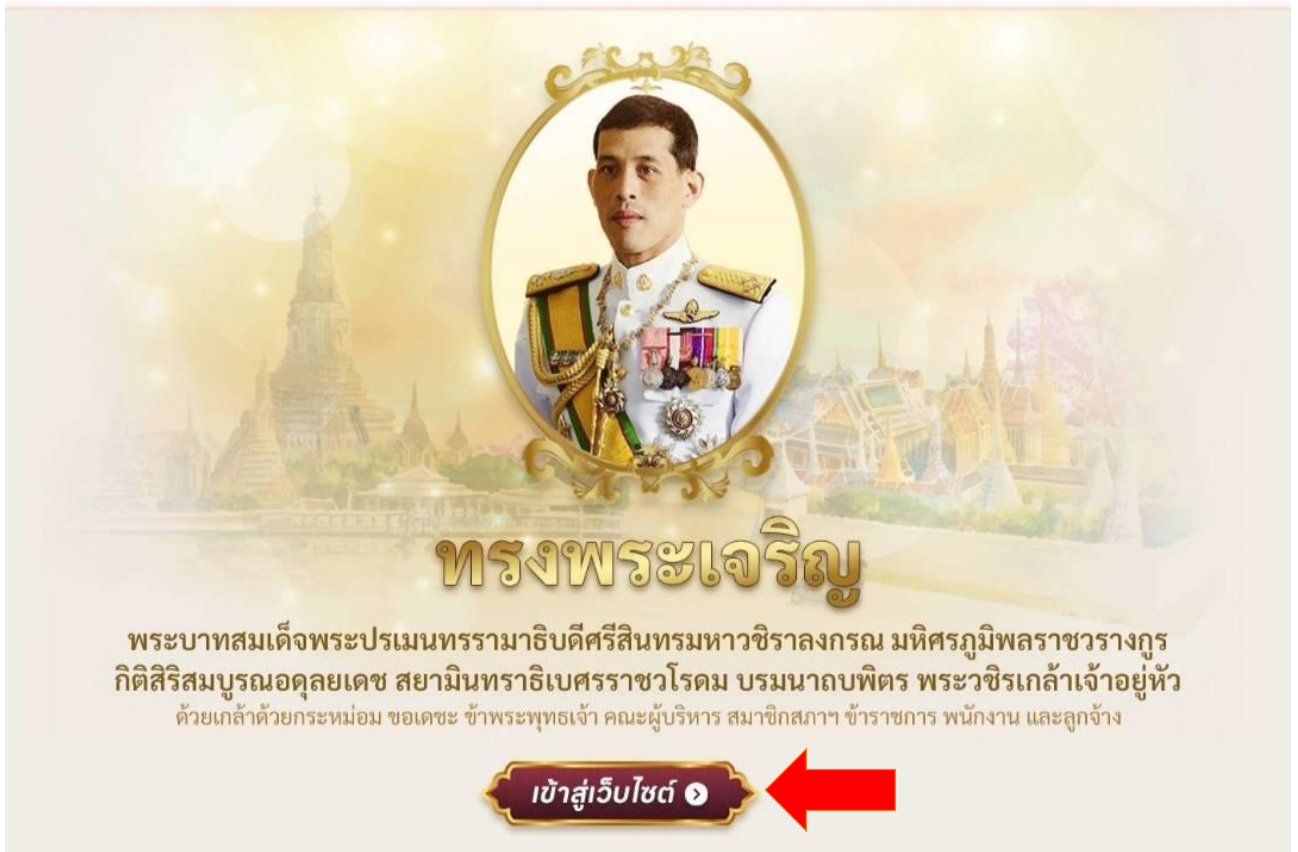 ทรงพระเจริญ
พระบาทสมเด็จพระปรเมนทรรามาธิบดีศรีสินทรมหาวชิราลงกรณ มหิศรภูมิพลราชวรางกูร
กิติสิริสมบูรณอดุลยเดช สยามินทราธิเบศรราชวโรดม บรมนาถบพิตร พระวชิรเกล้าเจ้าอยู่หัว
ด้วยเกล้าด้วยกระหม่อม ขอเดชะ ข้าพระพุทธเจ้า คณะผู้บริหาร สมาชิกสภาฯ ข้าราชการ พนักงาน และลูกจ้าง
เข้าสู่เว็บไซต์